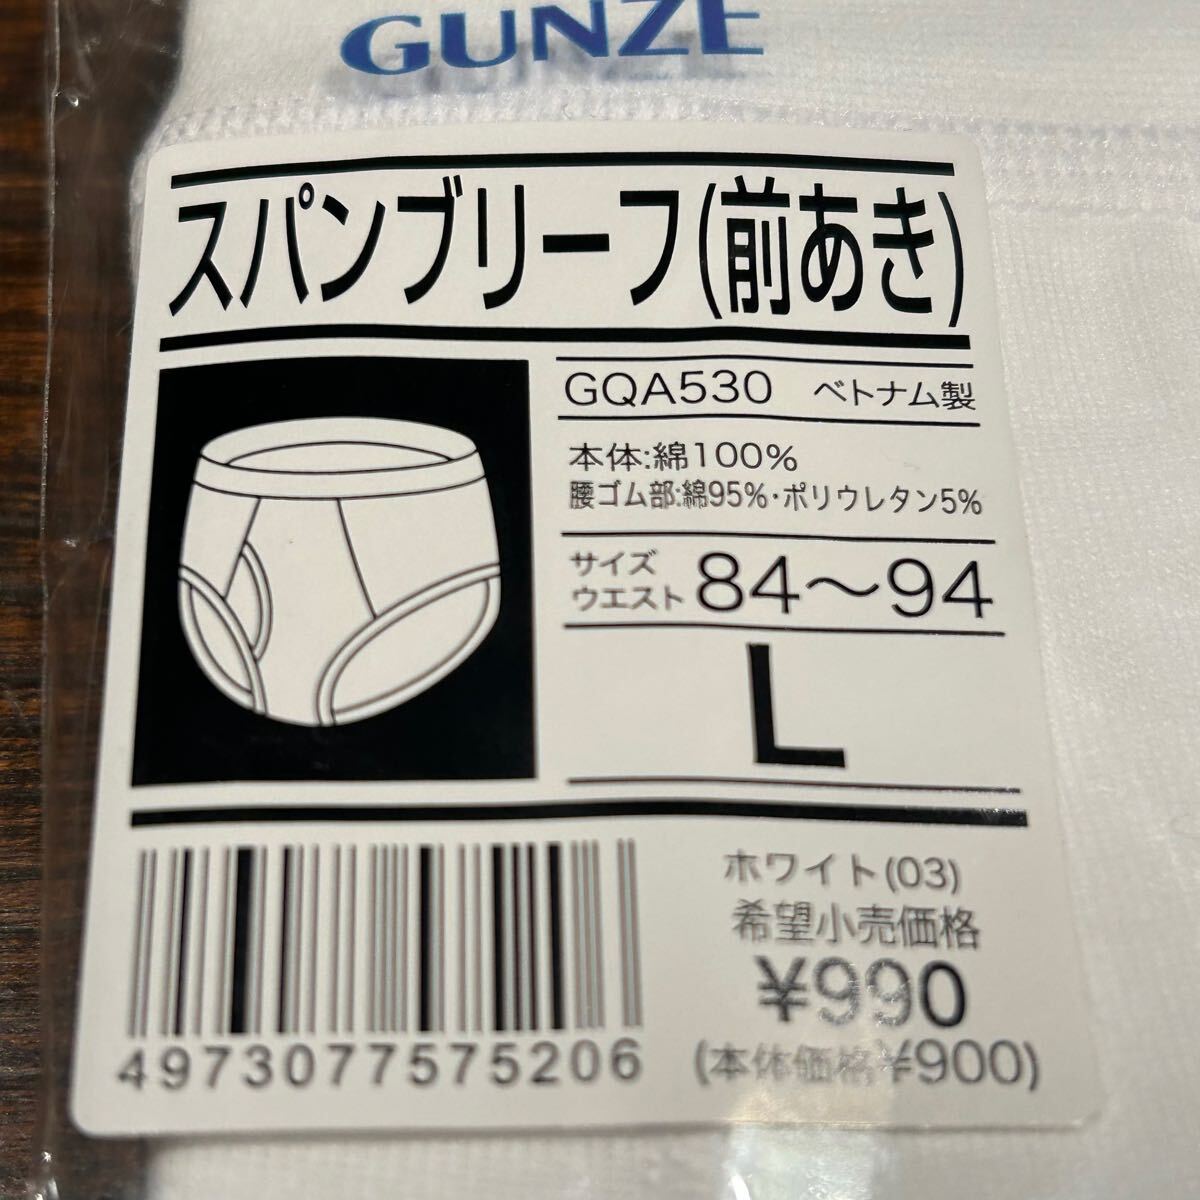 GUNZE
スパンブリーフ(前あき)
GQA530 ベトナム製
本体:綿100%
腰ゴム部:綿95%・ポリウレタン5%
サイズ
ウエスト 84〜94
L
ホワイト(03)
希望小売価格
¥990
(本体価格¥900)
4973077575206